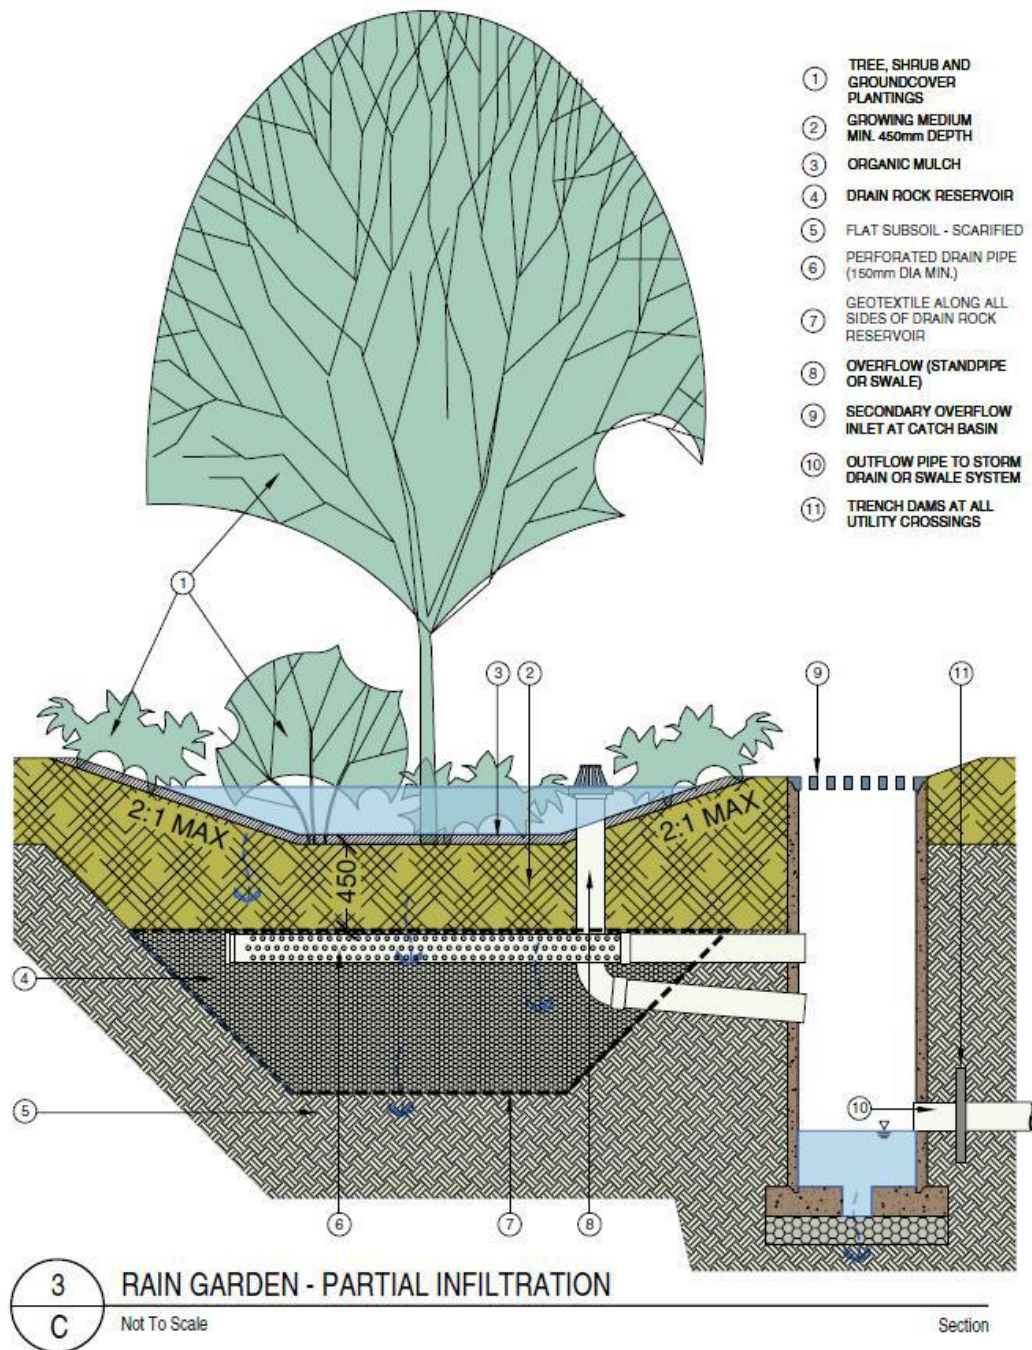 1 TREE, SHRUB AND
GROUNDCOVER
PLANTINGS
2 GROWING MEDIUM
MIN. 450mm DEPTH
3 ORGANIC MULCH
4 DRAIN ROCK RESERVOIR
5 FLAT SUBSOIL - SCARIFIED
6 PERFORATED DRAIN PIPE
(150mm DIA MIN.)
7 GEOTEXTILE ALONG ALL
SIDES OF DRAIN ROCK
RESERVOIR
8 OVERFLOW (STANDPIPE
OR SWALE)
9 SECONDARY OVERFLOW
INLET AT CATCH BASIN
10 OUTFLOW PIPE TO STORM
DRAIN OR SWALE SYSTEM
11 TRENCH DAMS AT ALL
UTILITY CROSSINGS
1
3 2 9 11
2:1 MAX 2:1 MAX
450
4
5 10
6 7 8
3 RAIN GARDEN - PARTIAL INFILTRATION
C Not To Scale Section